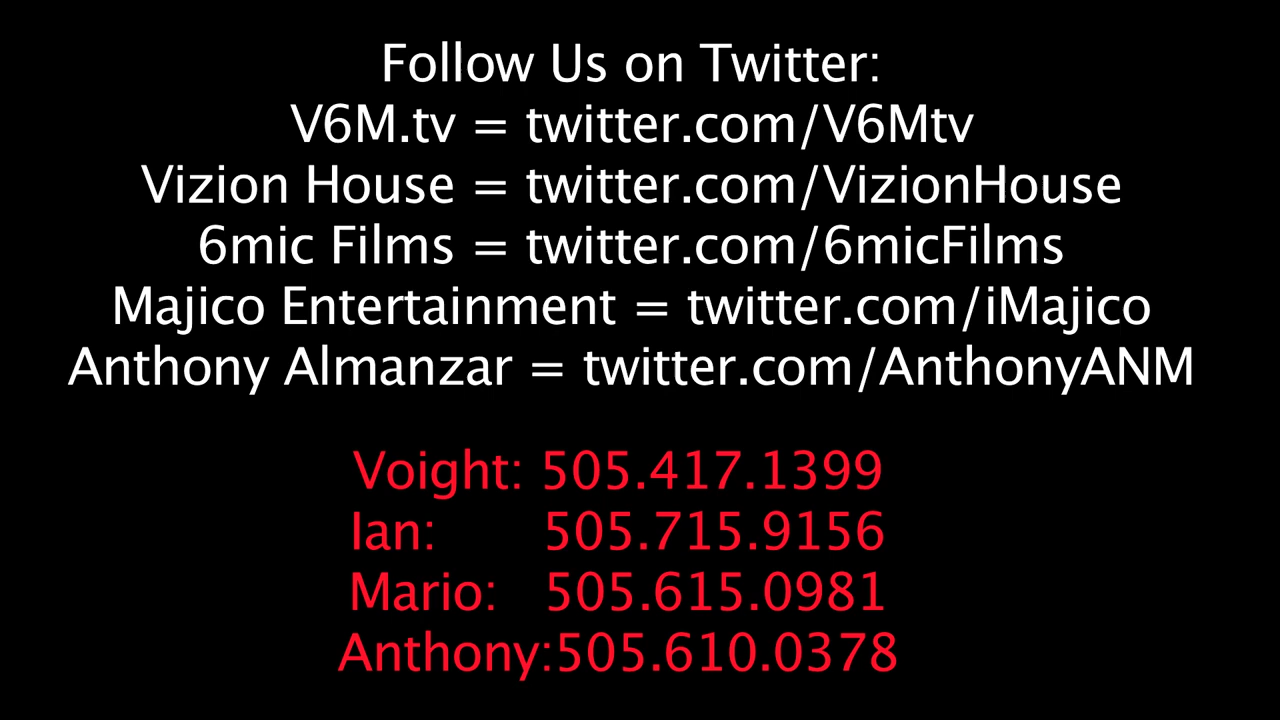 Follow Us on Twitter:
V6M.tv = twitter.com/V6Mtv
Vizion House = twitter.com/VizionHouse
6mic Films = twitter.com/6micFilms
Majico Entertainment = twitter.com/iMajico
Anthony Almanzar = twitter.com/AnthonyANM
Voight: 505.417.1399
Ian: 505.715.9156
Mario: 505.615.0981
Anthony:505.610.0378